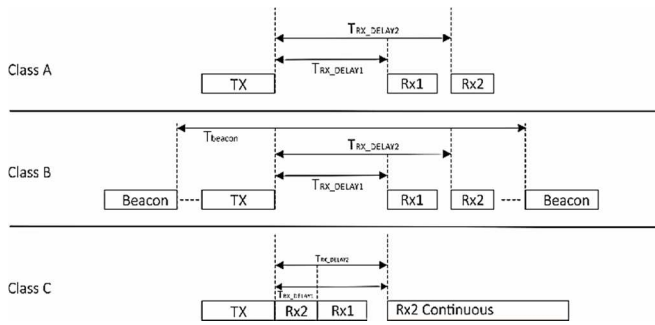 TRX_DELAY2
Class A
TRX_DELAY1
TX
Rx1
Rx2
Tbeacon
TRX_DELAY2
Class B
TRX_DELAY1
Beacon
TX
Rx1
Rx2
Beacon
TRX_DELAY2
Class C
TRX_DELAY1
TX
Rx2
Rx1
Rx2 Continuous